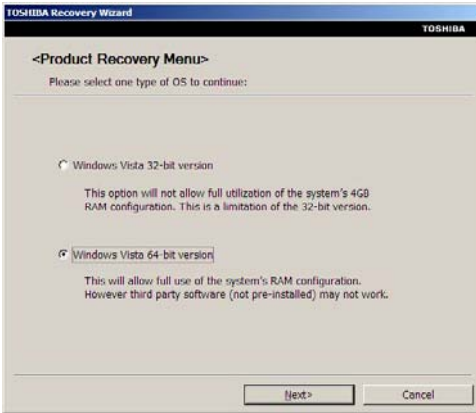 TOSHIBA Recovery Wizard
TOSHIBA
<Product Recovery Menu>
Please select one type of OS to continue:
Windows Vista 32-bit version
This option will not allow full utilization of the system's 4GB
RAM configuration. This is a limitation of the 32-bit version.
Windows Vista 64-bit version
This will allow full use of the system's RAM configuration.
However third party software (not pre-installed) may not work.
Next>
Cancel